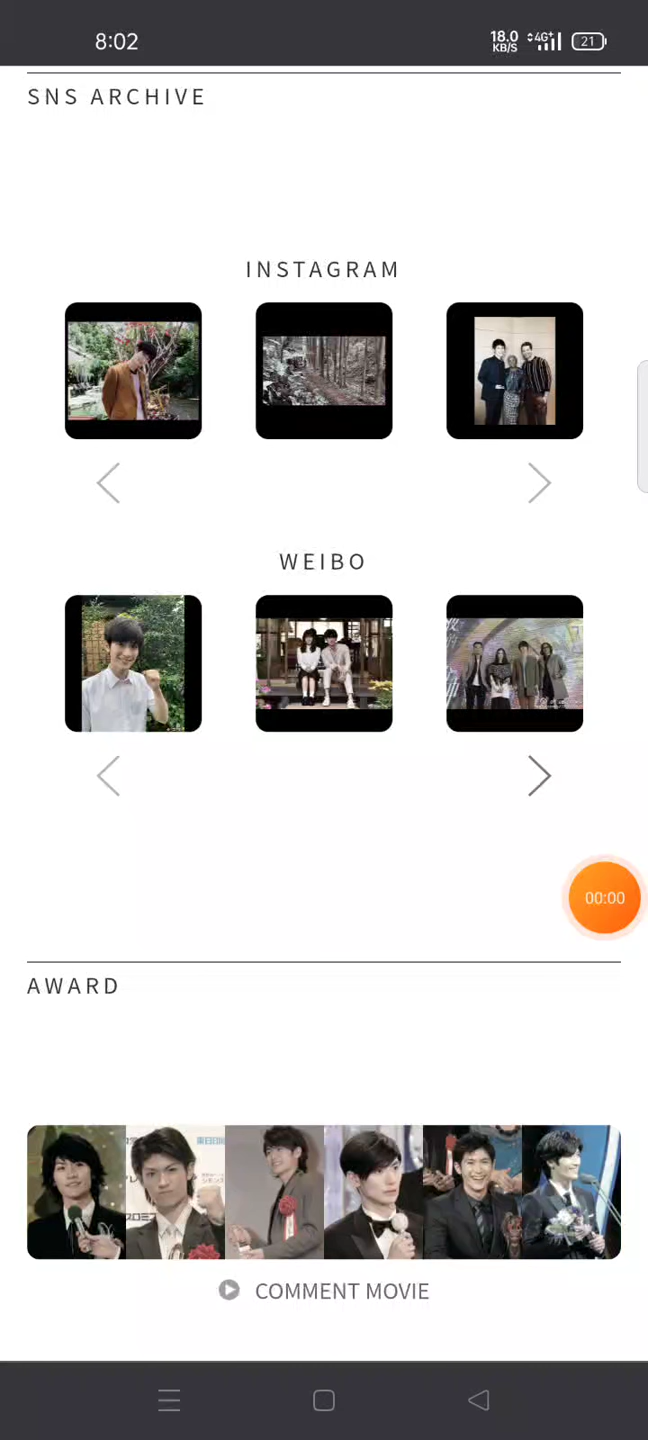 8:02
18.0
KB/S
4G+
21
SNS ARCHIVE
INSTAGRAM
WEIBO
00:00
AWARD
COMMENT MOVIE